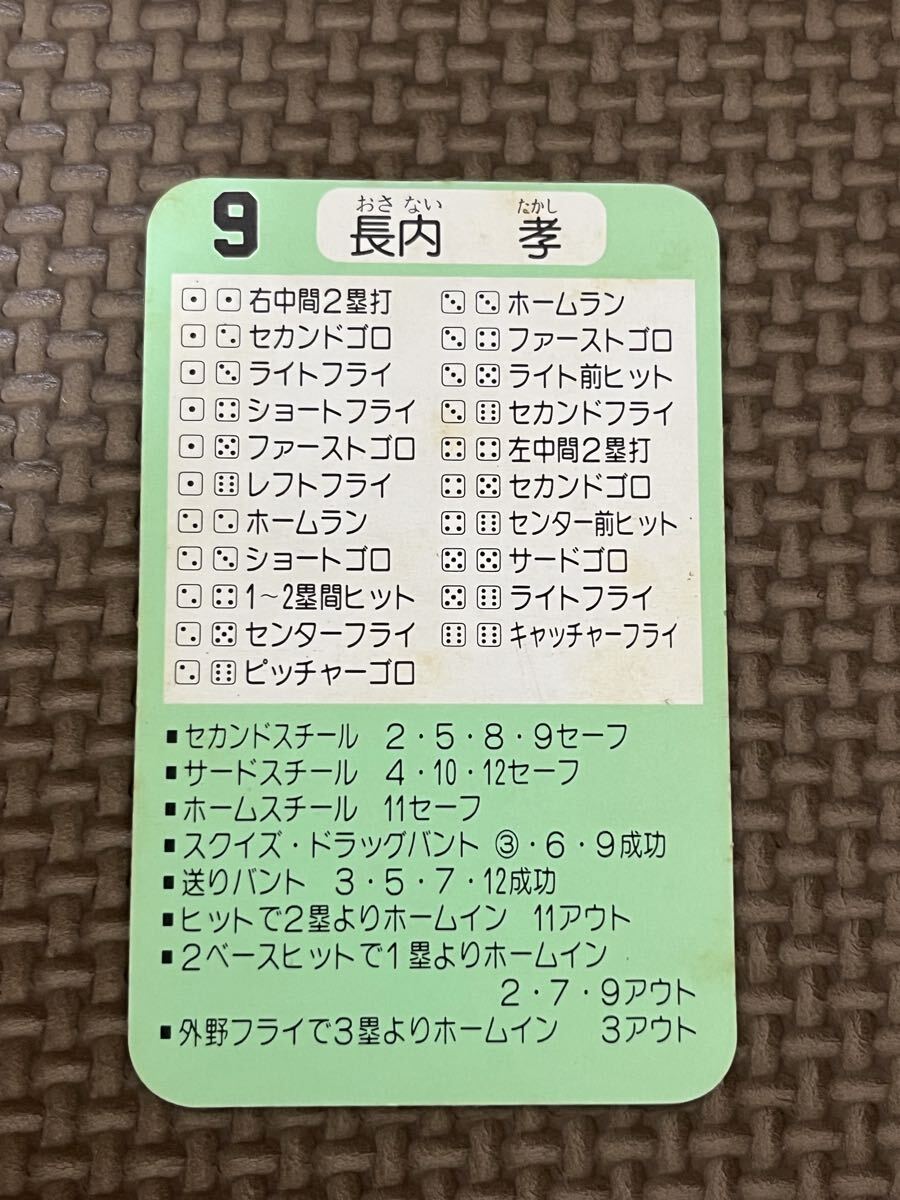 9
おさ ない たかし
長内 孝
⚀ ⚀ 右中間2塁打
⚀ ⚁ セカンドゴロ
⚀ ⚂ ライトフライ
⚀ ⚃ ショートフライ
⚀ ⚄ ファーストゴロ
⚀ ⚅ レフトフライ
⚁ ⚁ ホームラン
⚁ ⚂ ショートゴロ
⚁ ⚃ 1～2塁間ヒット
⚁ ⚄ センターフライ
⚁ ⚅ ピッチャーゴロ
⚂ ⚂ ホームラン
⚂ ⚃ ファーストゴロ
⚂ ⚄ ライト前ヒット
⚂ ⚅ セカンドフライ
⚃ ⚃ 左中間2塁打
⚃ ⚄ セカンドゴロ
⚃ ⚅ センター前ヒット
⚄ ⚄ サードゴロ
⚄ ⚅ ライトフライ
⚅ ⚅ キャッチャーフライ
■セカンドスチール 2・5・8・9セーフ
■サードスチール 4・10・12セーフ
■ホームスチール 11セーフ
■スクイズ・ドラッグバント ③・6・9成功
■送りバント 3・5・7・12成功
■ヒットで2塁よりホームイン 11アウト
■2ベースヒットで1塁よりホームイン
2・7・9アウト
■外野フライで3塁よりホームイン 3アウト